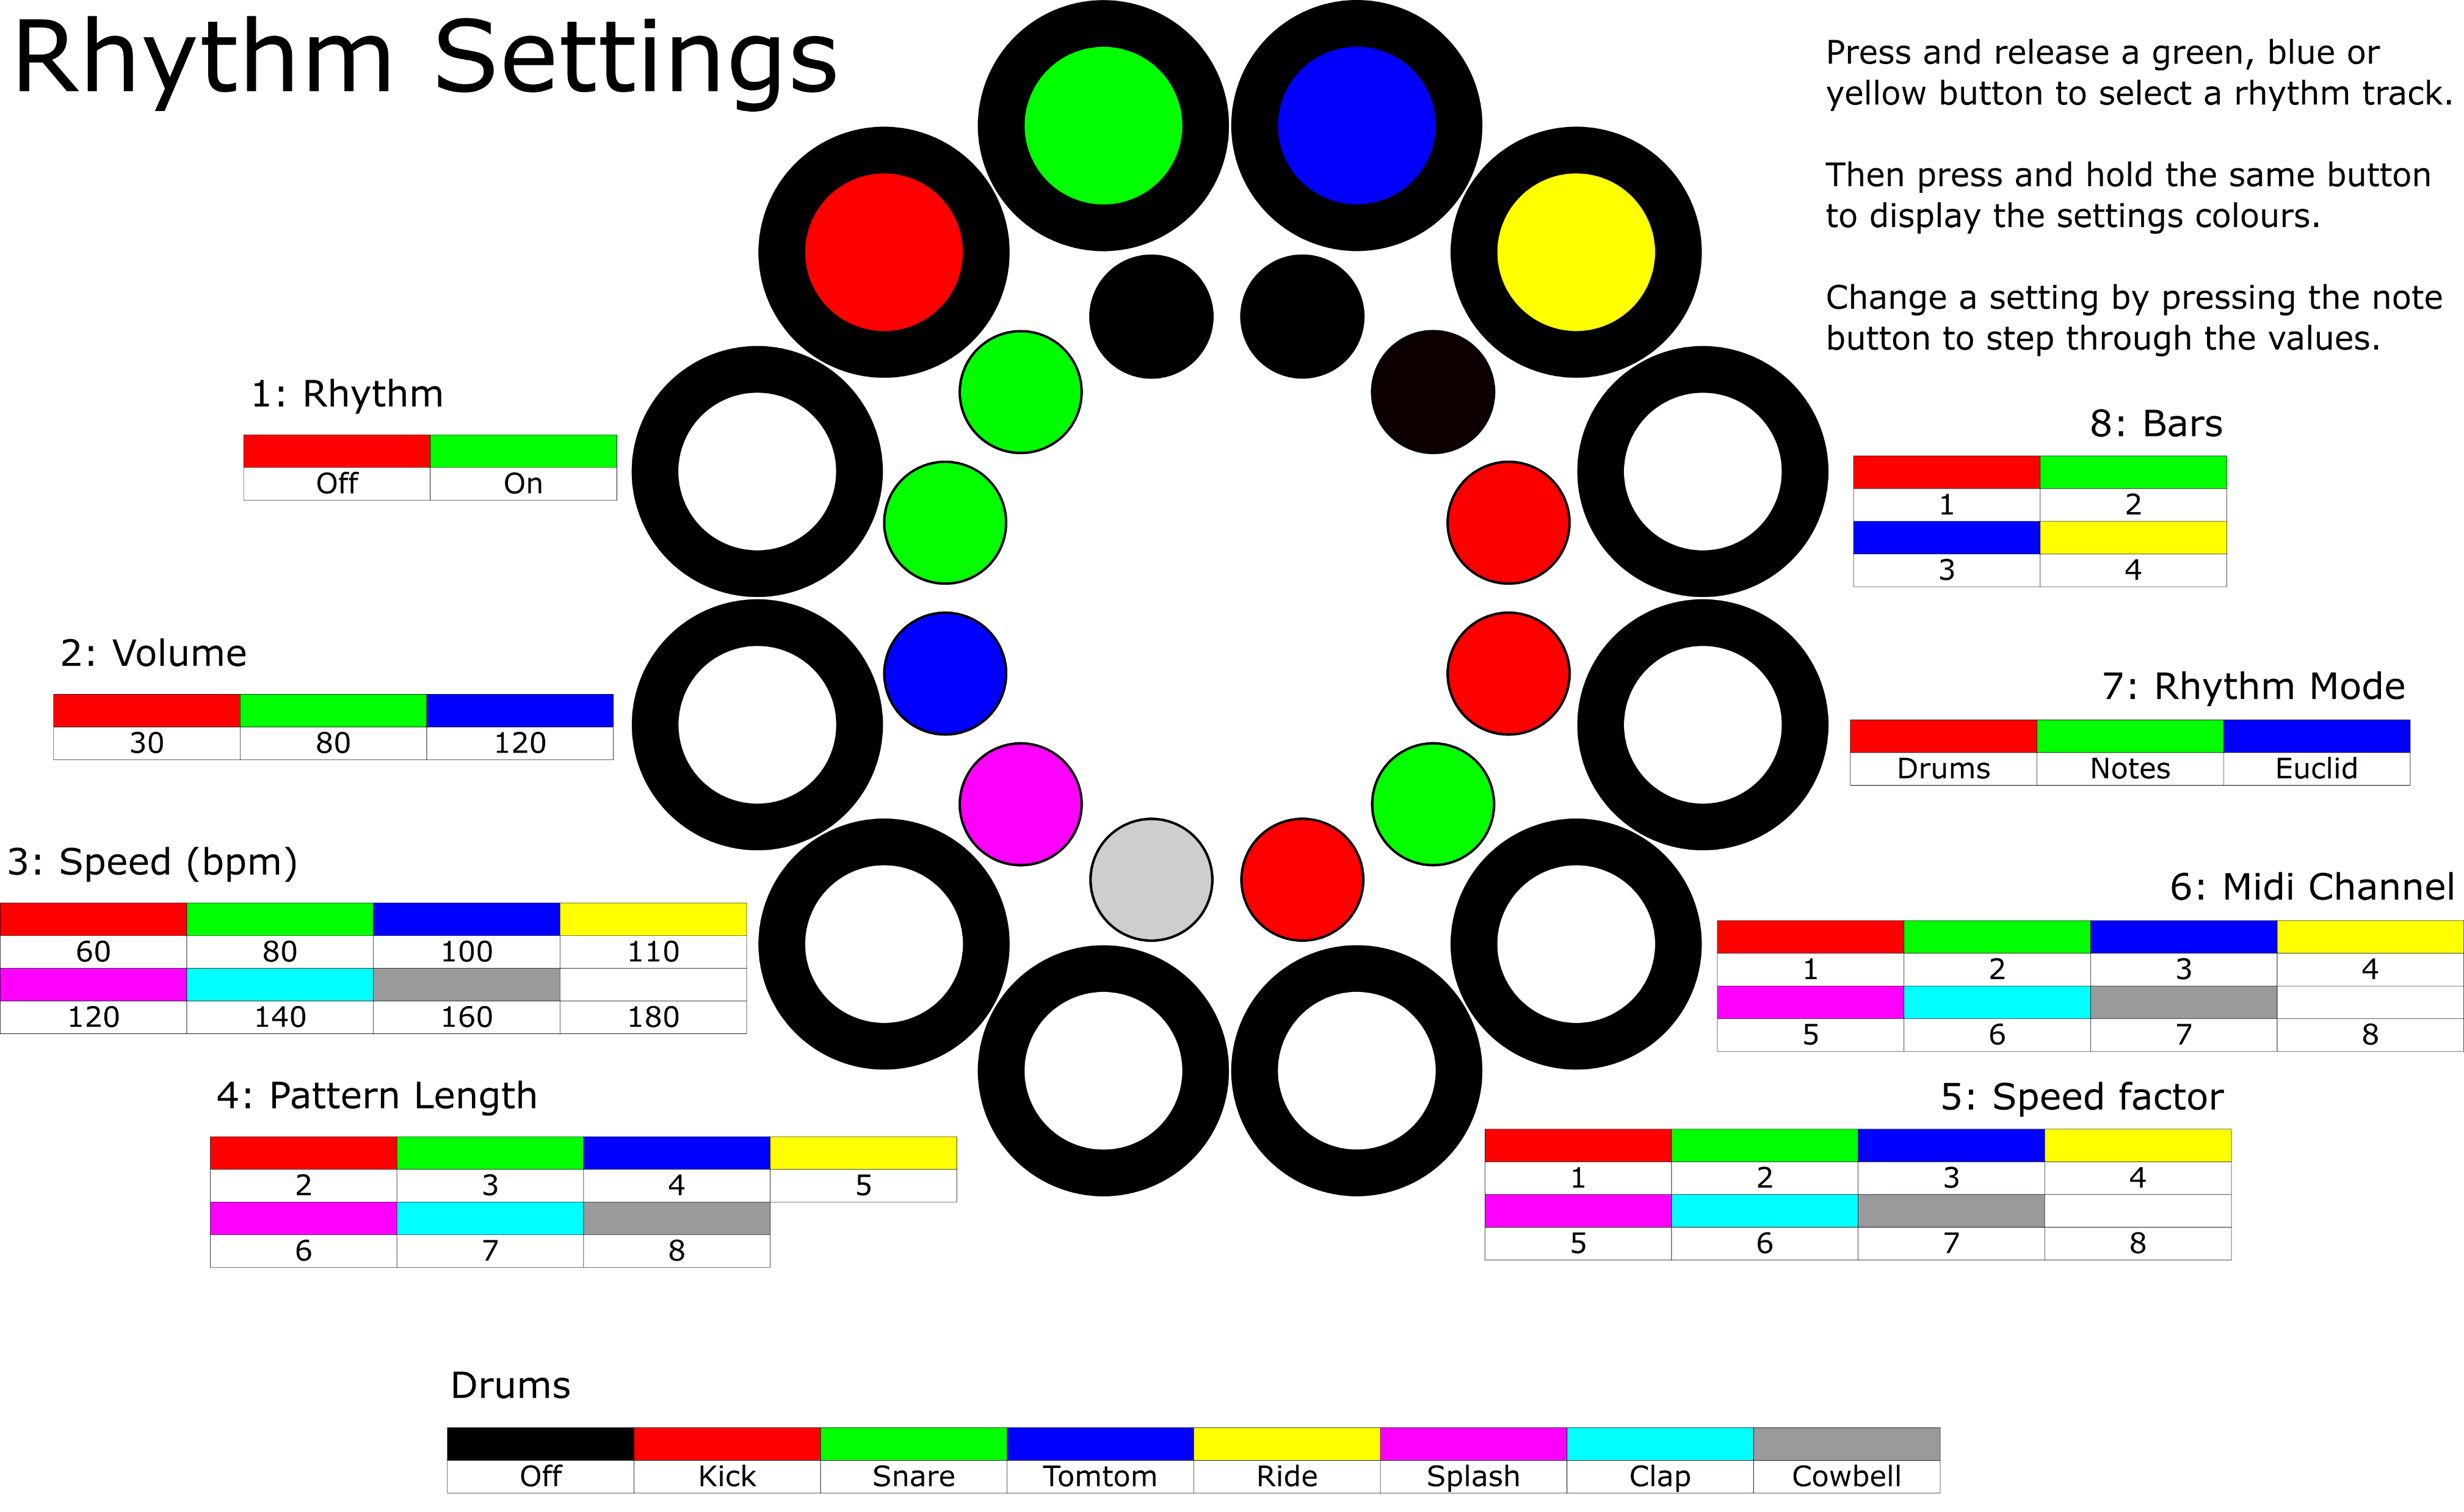 Rhythm Settings
Press and release a green, blue or
yellow button to select a rhythm track.
Then press and hold the same button
to display the settings colours.
Change a setting by pressing the note
button to step through the values.
1: Rhythm
Off On
2: Volume
30 80 120
3: Speed (bpm)
60 80 100 110
120 140 160 180
4: Pattern Length
2 3 4 5
6 7 8
8: Bars
1 2
3 4
7: Rhythm Mode
Drums Notes Euclid
6: Midi Channel
1 2 3 4
5 6 7 8
5: Speed factor
1 2 3 4
5 6 7 8
Drums
Off Kick Snare Tomtom Ride Splash Clap Cowbell